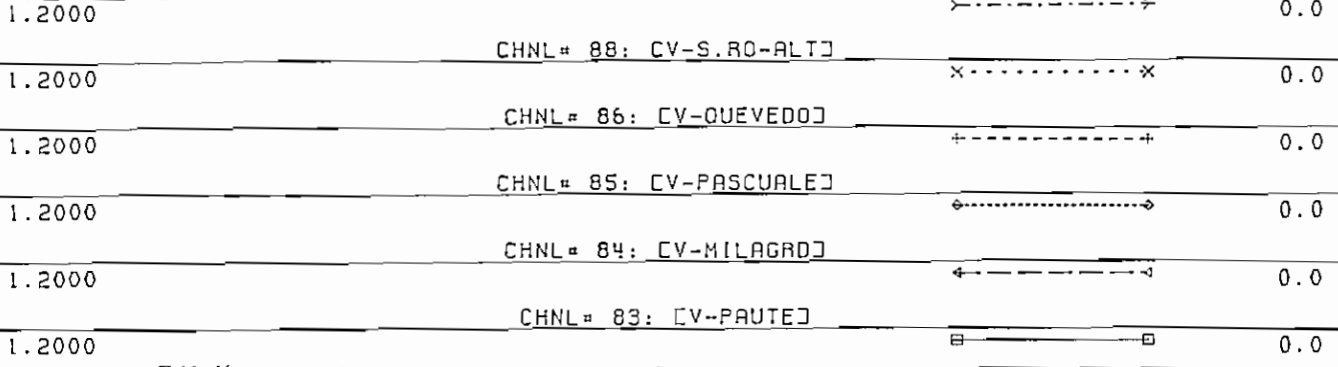 1.2000 0.0
CHNL# 88: [V-S.RO-ALT]
1.2000 0.0
CHNL# 86: [V-QUEVEDO]
1.2000 0.0
CHNL# 85: [V-PASCUALE]
1.2000 0.0
CHNL# 84: [V-MILAGRO]
1.2000 0.0
CHNL# 83: [V-PAUTE]
1.2000 0.0